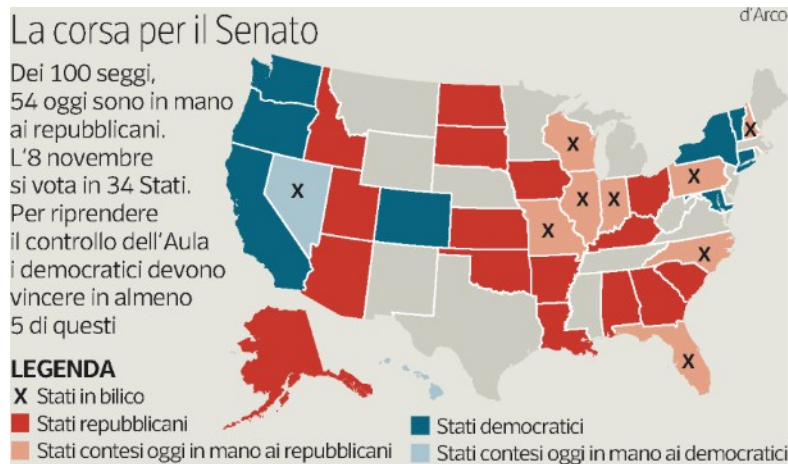 d'Arco
La corsa per il Senato
Dei 100 seggi,
54 oggi sono in mano
ai repubblicani.
L'8 novembre
si vota in 34 Stati.
Per riprendere
il controllo dell'Aula
i democratici devono
vincere in almeno
5 di questi
X
X
X
X
X
X
X
X
X
LEGENDA
X Stati in bilico
Stati repubblicani
Stati contesi oggi in mano ai repubblicani
Stati democratici
Stati contesi oggi in mano ai democratici